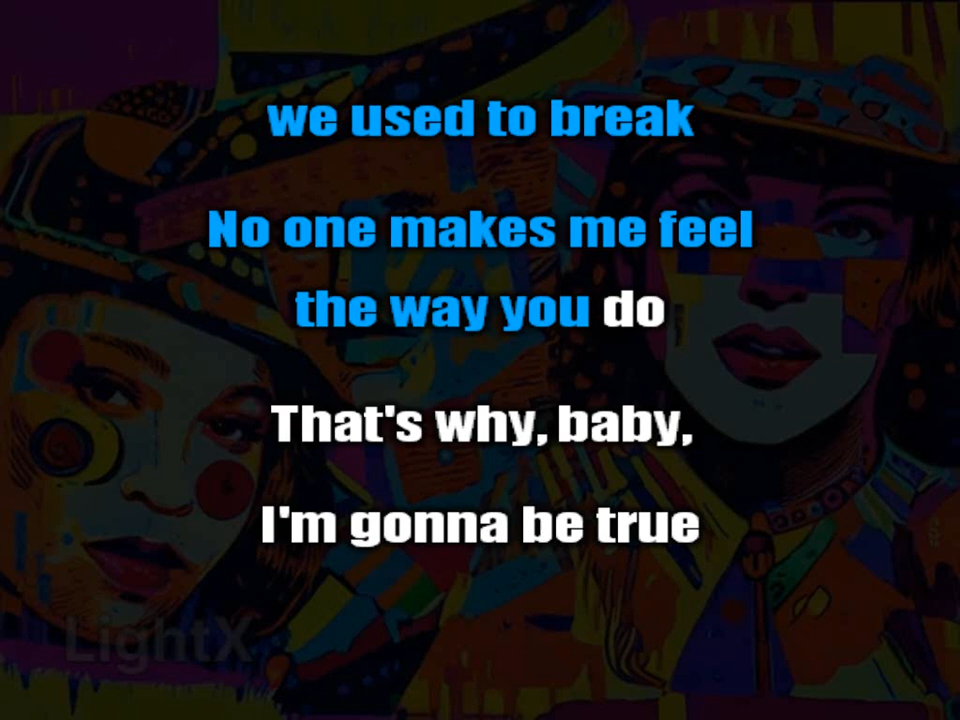 we used to break
No one makes me feel
the way you do
That's why, baby,
I'm gonna be true
LightX